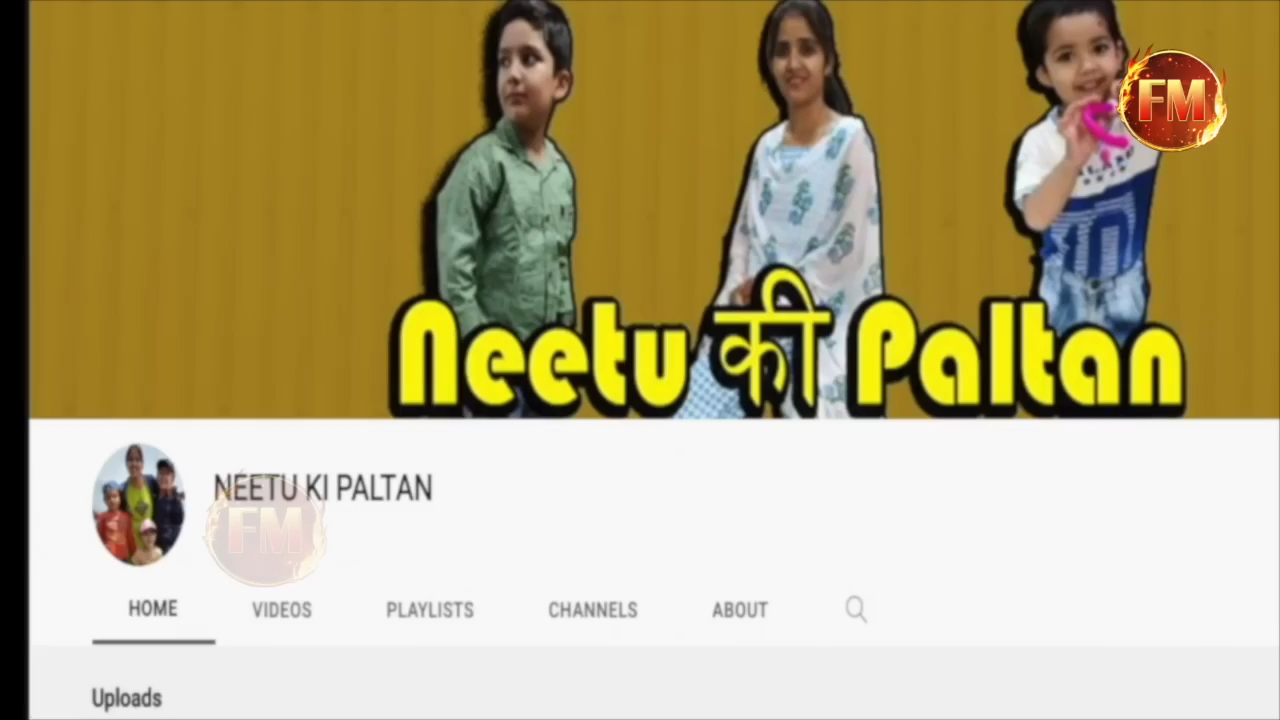 FM
Neetu की Paltan
NEETU KI PALTAN
FM
HOME VIDEOS PLAYLISTS CHANNELS ABOUT
Uploads